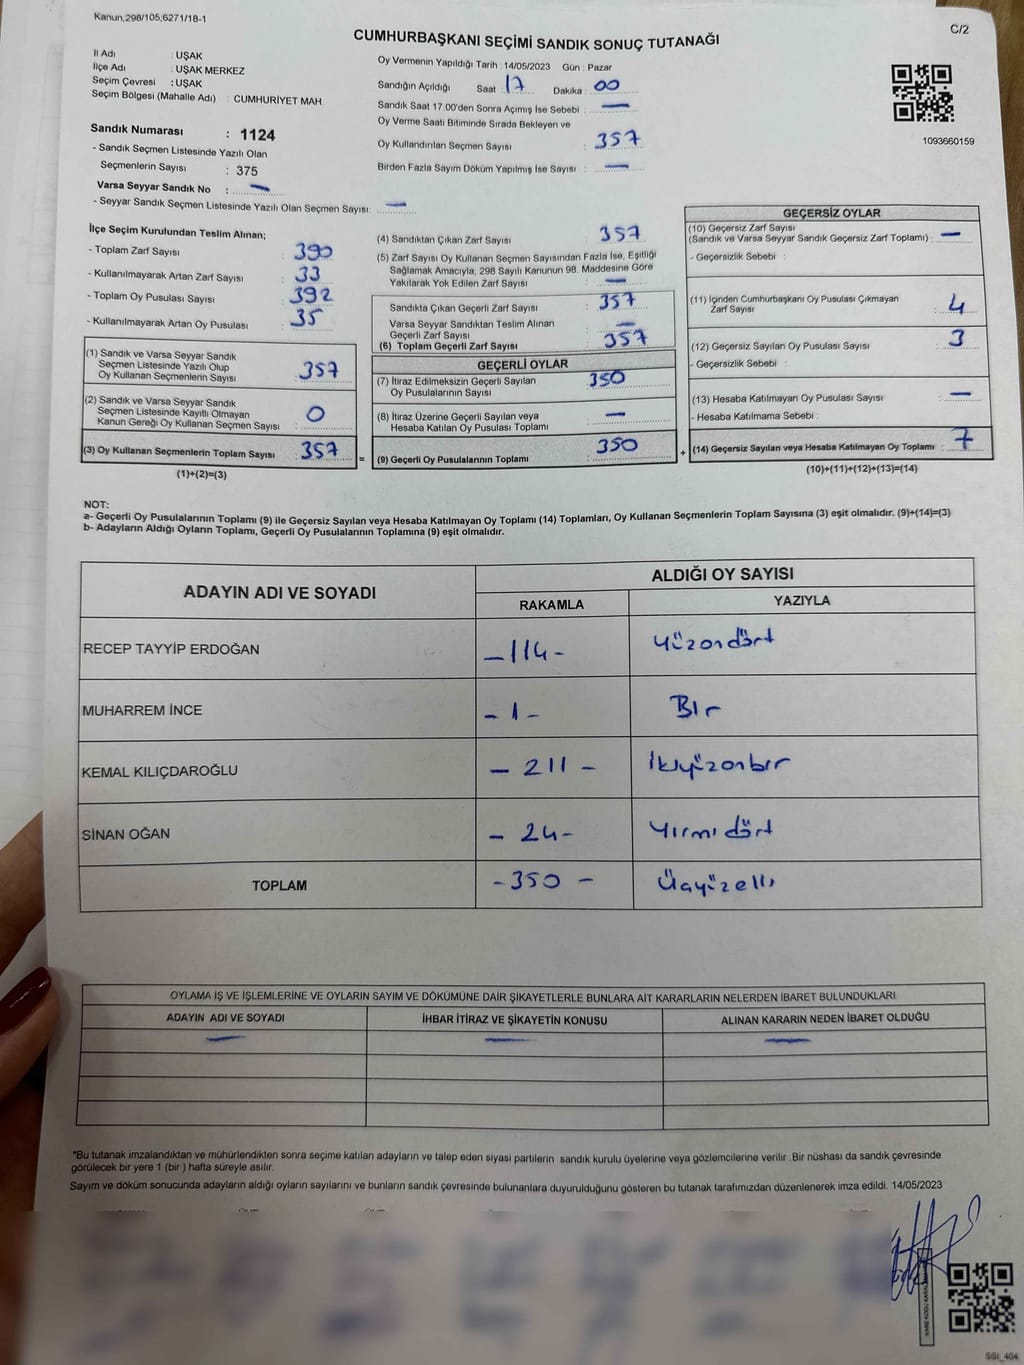 Kanun,298/105,6271/18-1
C/2
CUMHURBAŞKANI SEÇİMİ SANDIK SONUÇ TUTANAĞI
İl Adı : UŞAK
İlçe Adı : UŞAK MERKEZ
Seçim Çevresi : UŞAK
Seçim Bölgesi (Mahalle Adı) : CUMHURİYET MAH.
Sandık Numarası : 1124
- Sandık Seçmen Listesinde Yazılı Olan
Seçmenlerin Sayısı : 375
Varsa Seyyar Sandık No : —
- Seyyar Sandık Seçmen Listesinde Yazılı Olan Seçmen Sayısı: —
Oy Vermenin Yapıldığı Tarih : 14/05/2023 Gün : Pazar
Sandığın Açıldığı Saat : 17 Dakika : 00
Sandık Saat 17:00'den Sonra Açımış İse Sebebi : —
Oy Verme Saati Bitiminde Sırada Bekleyen ve
Oy Kullandırılan Seçmen Sayısı : 357
Birden Fazla Sayım Döküm Yapılmış İse Sayısı : —
1093660159
İlçe Seçim Kurulundan Teslim Alınan;
- Toplam Zarf Sayısı : 390
- Kullanılmayarak Artan Zarf Sayısı : 33
- Toplam Oy Pusulası Sayısı : 392
- Kullanılmayarak Artan Oy Pusulası : 35
(1) Sandık ve Varsa Seyyar Sandık
Seçmen Listesinde Yazılı Olup
Oy Kullanan Seçmenlerin Sayısı : 357
(2) Sandık ve Varsa Seyyar Sandık
Seçmen Listesinde Kayıtlı Olmayan
Kanun Gereği Oy Kullanan Seçmen Sayısı : 0
(3) Oy Kullanan Seçmenlerin Toplam Sayısı : 357
(1)+(2)=(3)
(4) Sandıktan Çıkan Zarf Sayısı : 357
(5) Zarf Sayısı Oy Kullanan Seçmen Sayısından Fazla İse, Eşitliği
Sağlamak Amacıyla, 298 Sayılı Kanunun 98. Maddesine Göre
Yakılarak Yok Edilen Zarf Sayısı : —
Sandıkta Çıkan Geçerli Zarf Sayısı : 357
Varsa Seyyar Sandıktan Teslim Alınan
Geçerli Zarf Sayısı : —
(6) Toplam Geçerli Zarf Sayısı : 357
GEÇERLİ OYLAR
(7) İtiraz Edilmeksizin Geçerli Sayılan
Oy Pusulalarının Sayısı : 350
(8) İtiraz Üzerine Geçerli Sayılan veya
Hesaba Katılan Oy Pusulası Toplamı : —
= (9) Geçerli Oy Pusulalarının Toplamı : 350
GEÇERSİZ OYLAR
(10) Geçersiz Zarf Sayısı
(Sandık ve Varsa Seyyar Sandık Geçersiz Zarf Toplamı) : —
- Geçersizlik Sebebi :
(11) İçinden Cumhurbaşkanı Oy Pusulası Çıkmayan
Zarf Sayısı : 4
(12) Geçersiz Sayılan Oy Pusulası Sayısı : 3
- Geçersizlik Sebebi :
(13) Hesaba Katılmayan Oy Pusulası Sayısı : —
- Hesaba Katılmama Sebebi :
+ (14) Geçersiz Sayılan veya Hesaba Katılmayan Oy Toplamı : 7
(10)+(11)+(12)+(13)=(14)
NOT:
a- Geçerli Oy Pusulalarının Toplamı (9) ile Geçersiz Sayılan veya Hesaba Katılmayan Oy Toplamı (14) Toplamları, Oy Kullanan Seçmenlerin Toplam Sayısına (3) eşit olmalıdır. (9)+(14)=(3)
b- Adayların Aldığı Oyların Toplamı, Geçerli Oy Pusulalarının Toplamına (9) eşit olmalıdır.
ADAYIN ADI VE SOYADI
ALDIĞI OY SAYISI
RAKAMLA YAZIYLA
RECEP TAYYİP ERDOĞAN -114- Yüzondört
MUHARREM İNCE -1- Bır
KEMAL KILIÇDAROĞLU -211- İkiyüzonbır
SİNAN OĞAN -24- Yırmıdört
TOPLAM -350- Üçyüzellı
OYLAMA İŞ VE İŞLEMLERİNE VE OYLARIN SAYIM VE DÖKÜMÜNE DAİR ŞİKAYETLERLE BUNLARA AİT KARARLARIN NELERDEN İBARET BULUNDUKLARI
ADAYIN ADI VE SOYADI İHBAR İTİRAZ VE ŞİKAYETİN KONUSU ALINAN KARARIN NEDEN İBARET OLDUĞU
— — —
*Bu tutanak imzalandıktan ve mühürlendikten sonra seçime katılan adayların ve talep eden siyasi partilerin sandık kurulu üyelerine veya gözlemcilerine verilir .Bir nüshası da sandık çevresinde
görülecek bir yere 1 (bir ) hafta süreyle asılır.
Sayım ve döküm sonucunda adayların aldığı oyların sayılarını ve bunların sandık çevresinde bulunanlara duyurulduğunu gösteren bu tutanak tarafımızdan düzenlenerek imza edildi. 14/05/2023
SSI_404